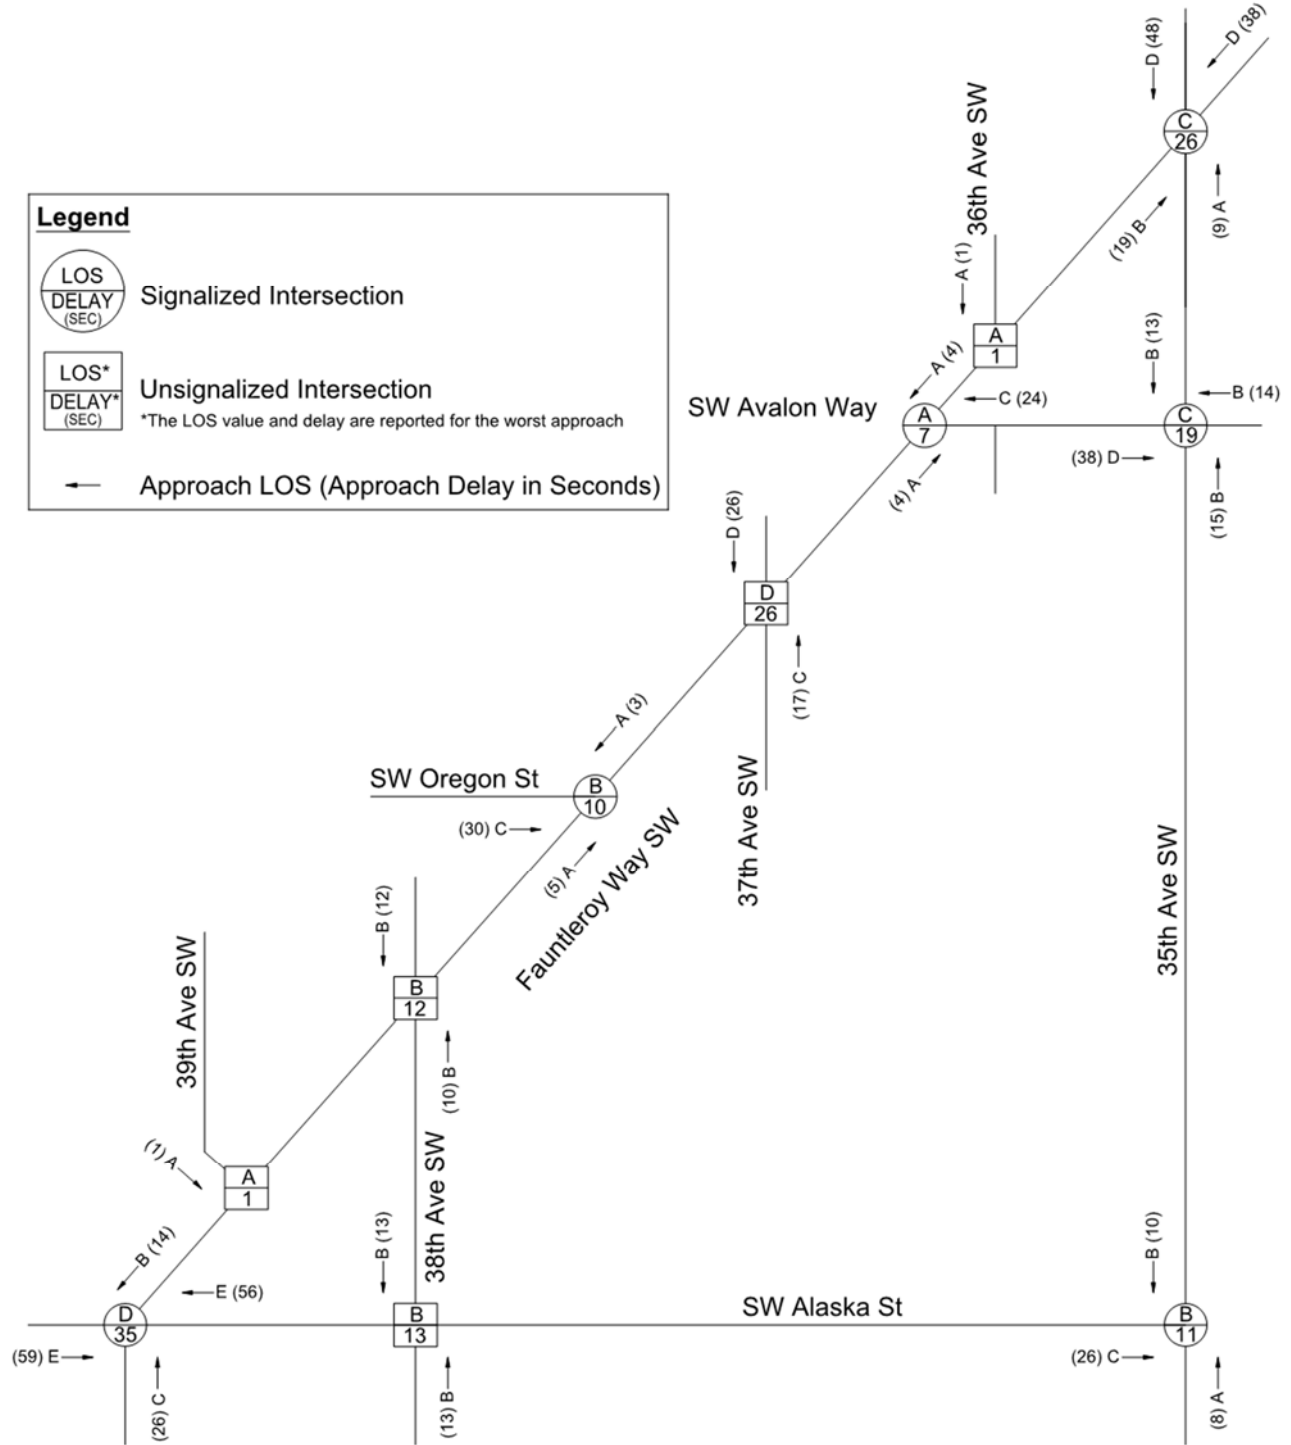 D (48)
D (38)
C
26
(9) A
(19) B
36th Ave SW
A (1)
A
1
A (4)
C (24)
SW Avalon Way
A
7
(4) A
B (13)
B (14)
C
19
(38) D
(15) B
Legend
LOS
DELAY
(SEC)
Signalized Intersection
LOS*
DELAY*
(SEC)
Unsignalized Intersection
*The LOS value and delay are reported for the worst approach
Approach LOS (Approach Delay in Seconds)
D (26)
D
26
(17) C
37th Ave SW
A (3)
SW Oregon St
B
10
(30) C
(5) A
Fauntleroy Way SW
35th Ave SW
B (12)
B
12
(10) B
39th Ave SW
(1) A
A
1
38th Ave SW
B (14)
E (56)
D
35
(59) E
(26) C
B (13)
B
13
(13) B
SW Alaska St
B (10)
B
11
(26) C
(8) A